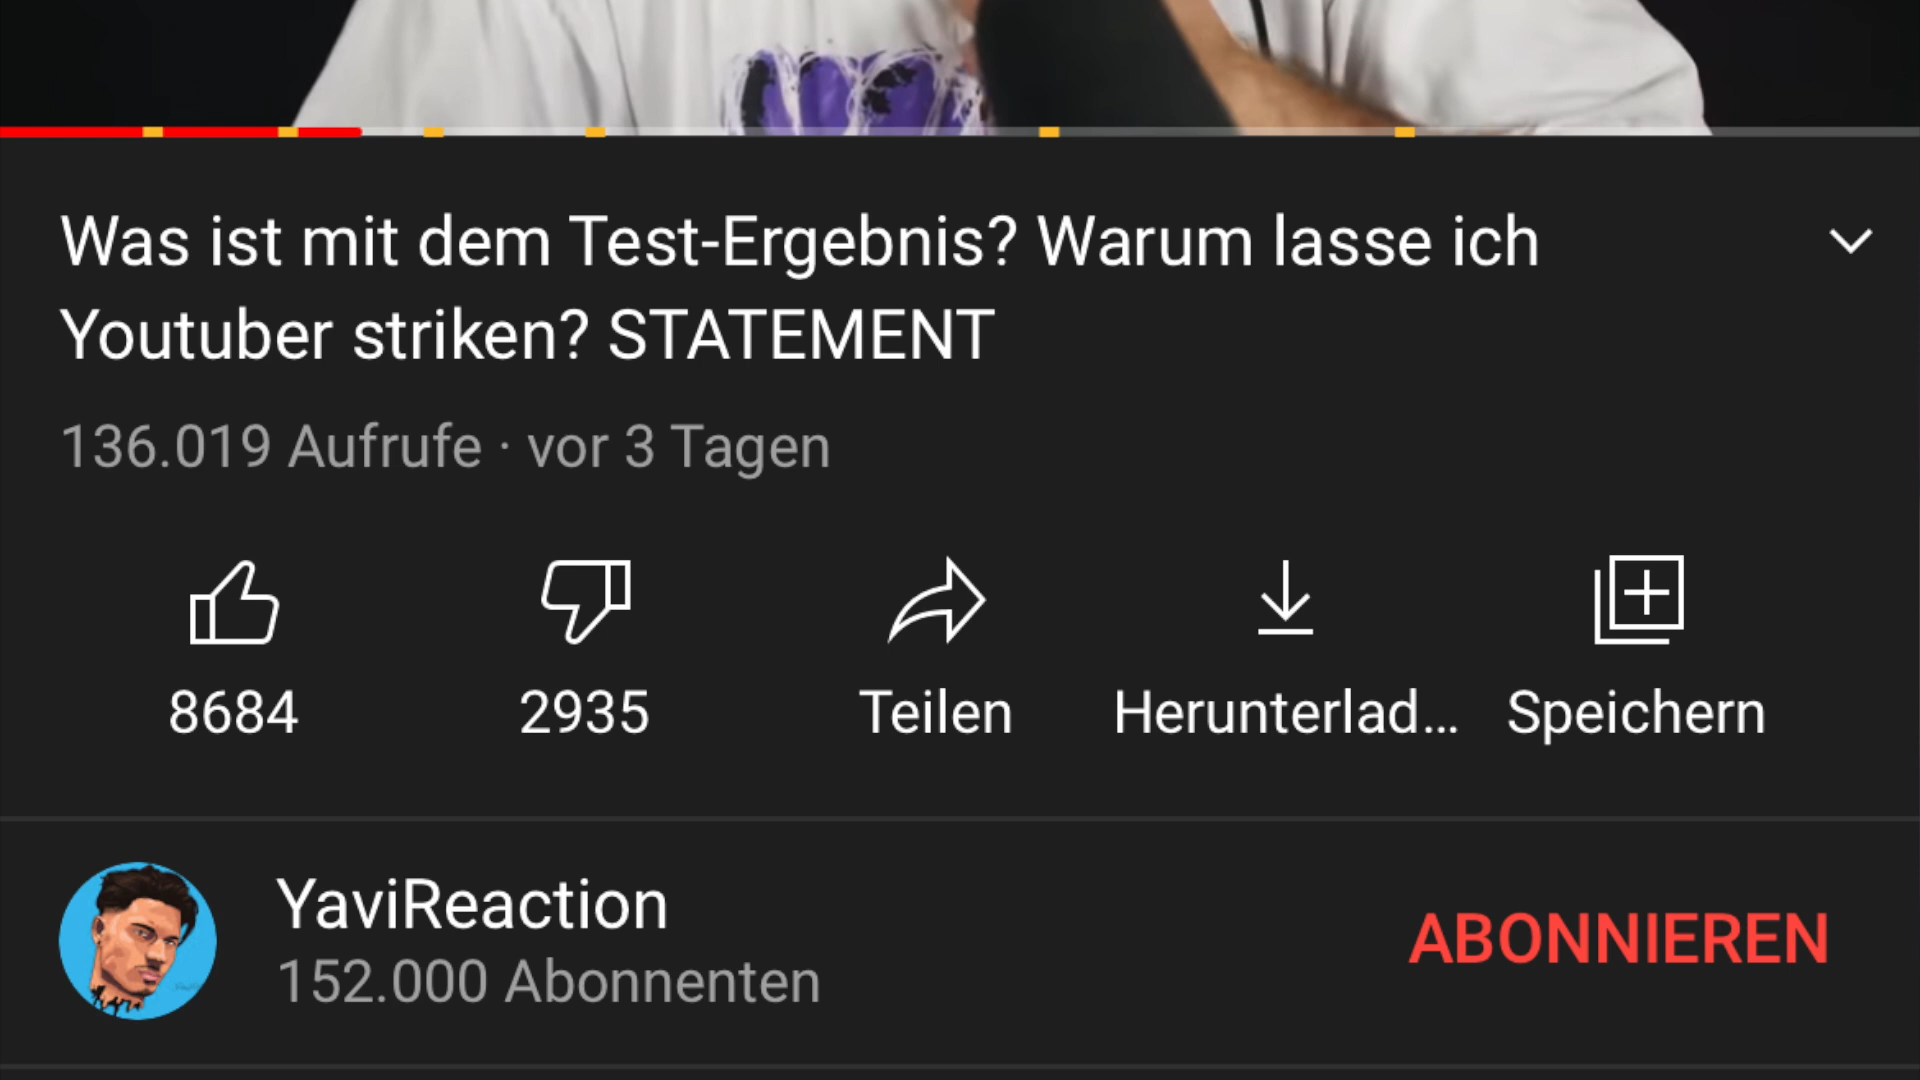 Was ist mit dem Test-Ergebnis? Warum lasse ich
Youtuber striken? STATEMENT
136.019 Aufrufe · vor 3 Tagen
8684
2935
Teilen
Herunterlad...
Speichern
YaviReaction
152.000 Abonnenten
ABONNIEREN